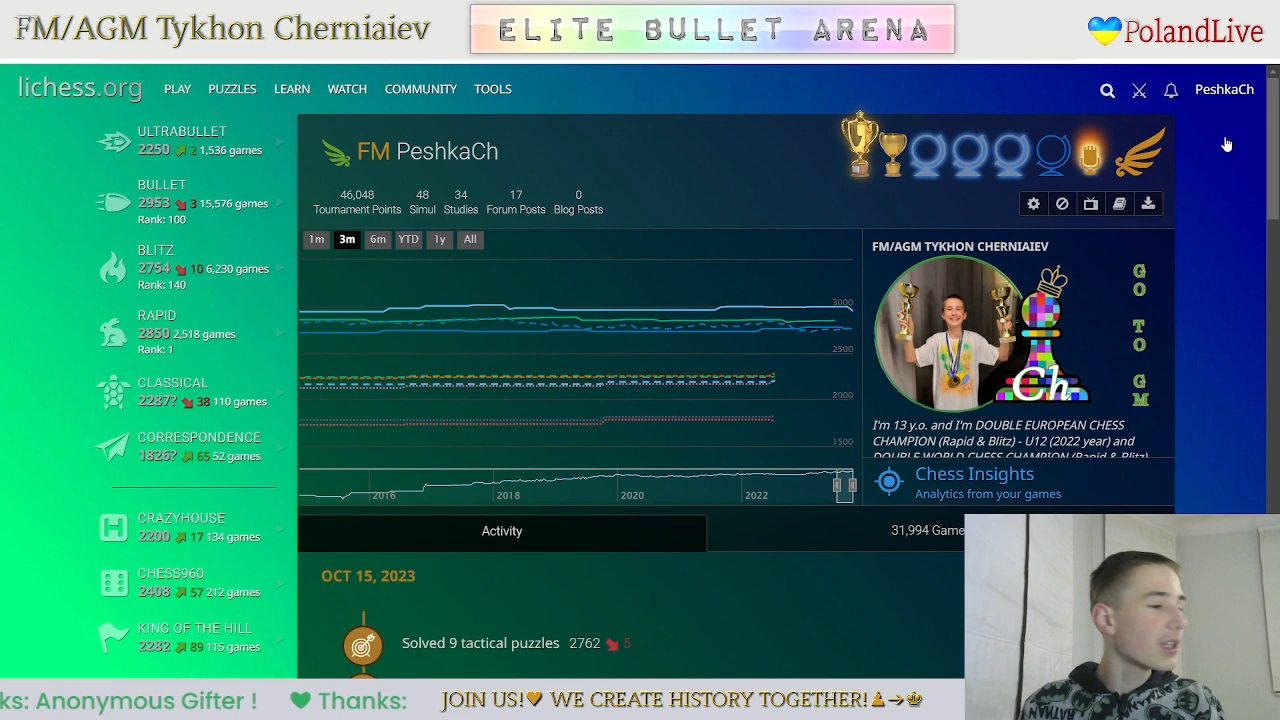 FM/AGM Tykhon Cherniaiev
ELITE BULLET ARENA
PolandLive
lichess.org
PLAY PUZZLES LEARN WATCH COMMUNITY TOOLS
PeshkaCh
ULTRABULLET
2250 2 1,536 games
BULLET
2953 3 15,576 games
Rank: 100
BLITZ
2754 10 6,230 games
Rank: 140
RAPID
2850 2,518 games
Rank: 1
CLASSICAL
2287? 38 110 games
CORRESPONDENCE
1826? 65 52 games
CRAZYHOUSE
2200 17 134 games
CHESS960
2408 57 212 games
KING OF THE HILL
2282 89 115 games
FM PeshkaCh
46,048 48 34 17 0
Tournament Points Simul Studies Forum Posts Blog Posts
1m 3m 6m YTD 1y All
3000
2500
2000
1500
2016 2018 2020 2022
FM/AGM TYKHON CHERNIAIEV
Ch
GO TO GM
I'm 13 y.o. and I'm DOUBLE EUROPEAN CHESS
CHAMPION (Rapid & Blitz) - U12 (2022 year) and
DOUBLE WORLD CHESS CHAMPION (Rapid & Blitz)
Chess Insights
Analytics from your games
Activity
31,994 Game
OCT 15, 2023
Solved 9 tactical puzzles 2762 5
BATMAN
ks: Anonymous Gifter ! Thanks:
JOIN US! WE CREATE HISTORY TOGETHER!